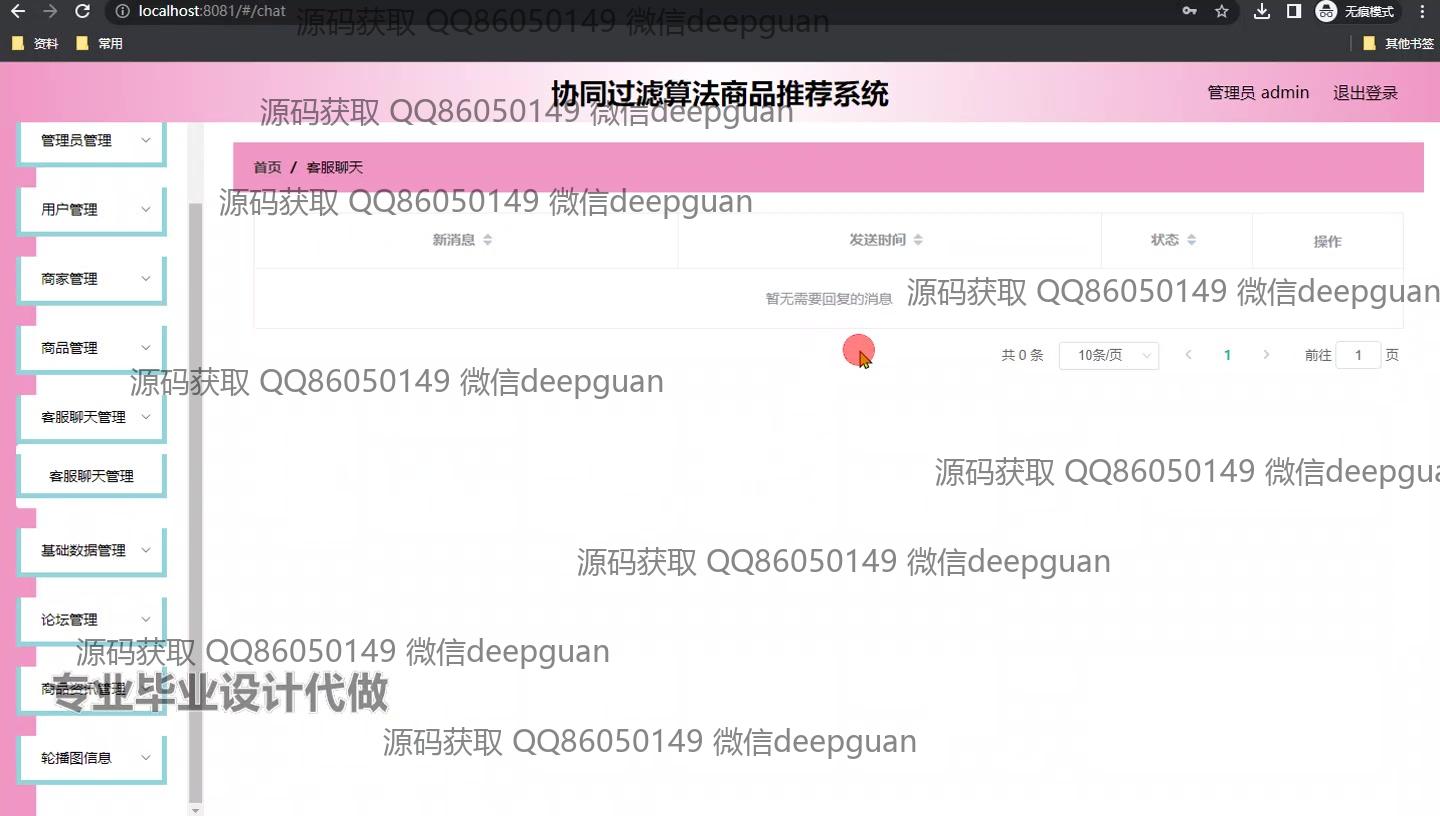 localhost:8081/#/chat
无痕模式
源码获取 QQ86050149 微信deepguan
资料
常用
其他书签
协同过滤算法商品推荐系统
管理员 admin
退出登录
源码获取 QQ86050149 微信deepguan
管理员管理
首页 / 客服聊天
源码获取 QQ86050149 微信deepguan
用户管理
新消息
发送时间
状态
操作
商家管理
暂无需要回复的消息
源码获取 QQ86050149 微信deepguan
商品管理
共 0 条
10条/页
1
前往 1 页
源码获取 QQ86050149 微信deepguan
客服聊天管理
客服聊天管理
源码获取 QQ86050149 微信deepgua
基础数据管理
源码获取 QQ86050149 微信deepguan
论坛管理
源码获取 QQ86050149 微信deepguan
商品资讯管理
专业毕业设计代做
源码获取 QQ86050149 微信deepguan
轮播图信息